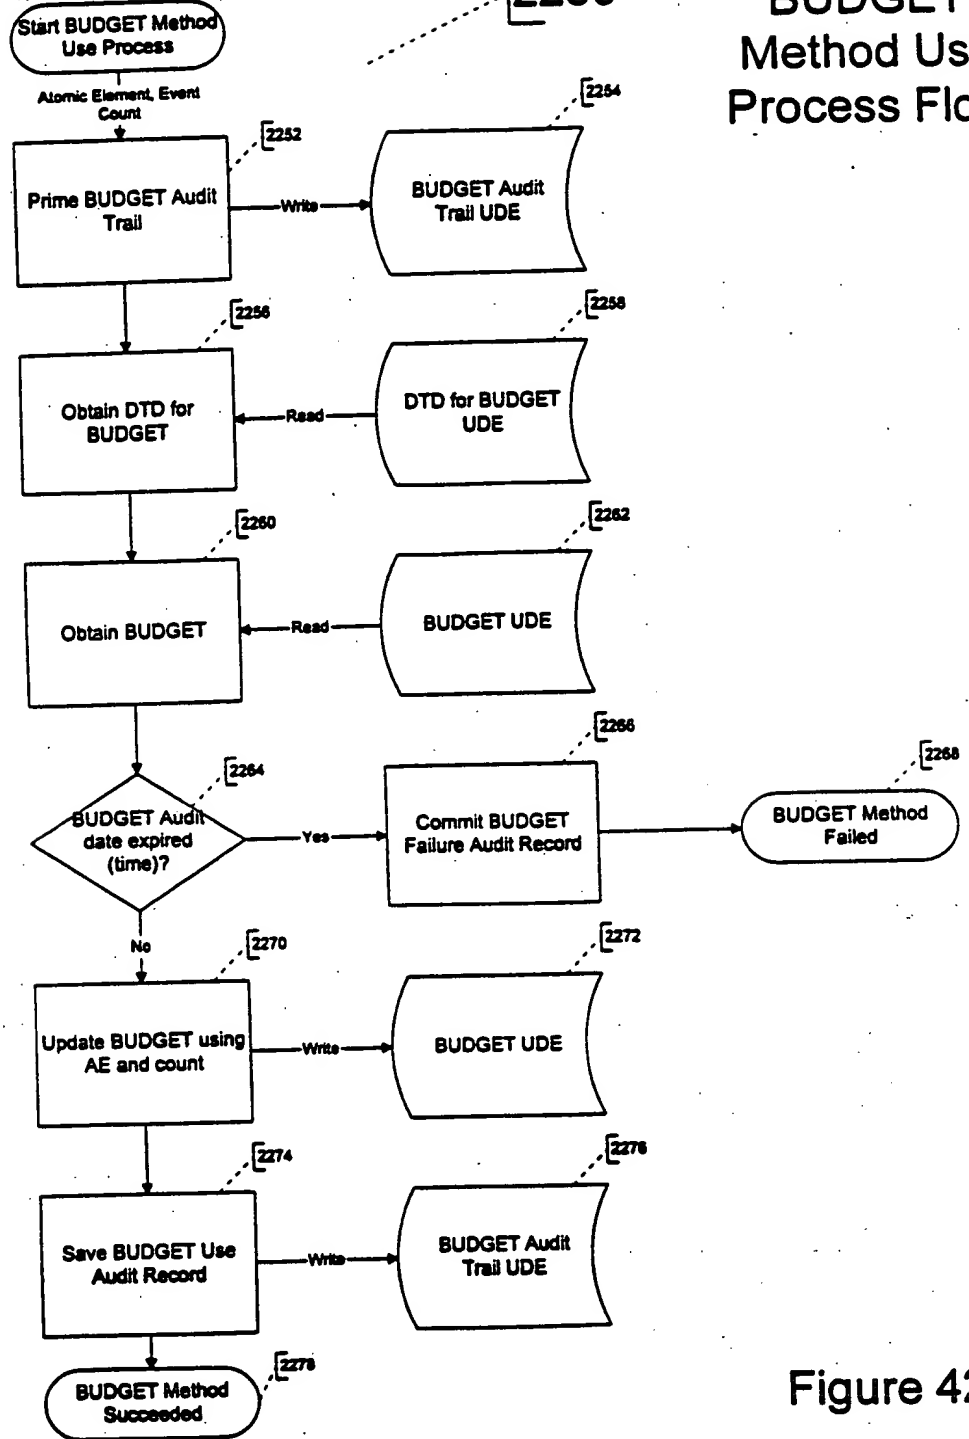 BUDGET
Method Us
Process Flo
Start BUDGET Method
Use Process
Atomic Element, Event
Count
2252
2254
Prime BUDGET Audit
Trail
Write
BUDGET Audit
Trail UDE
2256
2258
Obtain DTD for
BUDGET
Read
DTD for BUDGET
UDE
2260
2262
Obtain BUDGET
Read
BUDGET UDE
2264
2266
2268
BUDGET Audit
date expired
(time)?
Yes
Commit BUDGET
Failure Audit Record
BUDGET Method
Failed
No
2270
2272
Update BUDGET using
AE and count
Write
BUDGET UDE
2274
2276
Save BUDGET Use
Audit Record
Write
BUDGET Audit
Trail UDE
2278
BUDGET Method
Succeeded
Figure 42